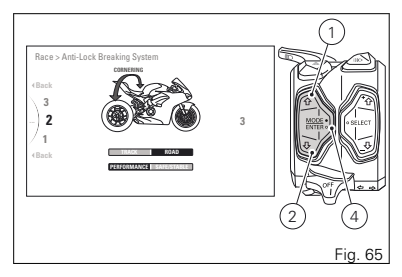 1
Race > Anti-Lock Breaking System
CORNERING
Back
3
2
1
Back
3
TRACK ROAD
PERFORMANCE SAFE&STABLE
MODE
ENTER
SELECT
OFF
2
4
Fig. 65